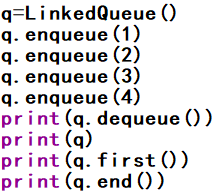 q=LinkedQueue()
q.enqueue(1)
q.enqueue(2)
q.enqueue(3)
q.enqueue(4)
print(q.dequeue())
print(q)
print(q.first())
print(q.end())